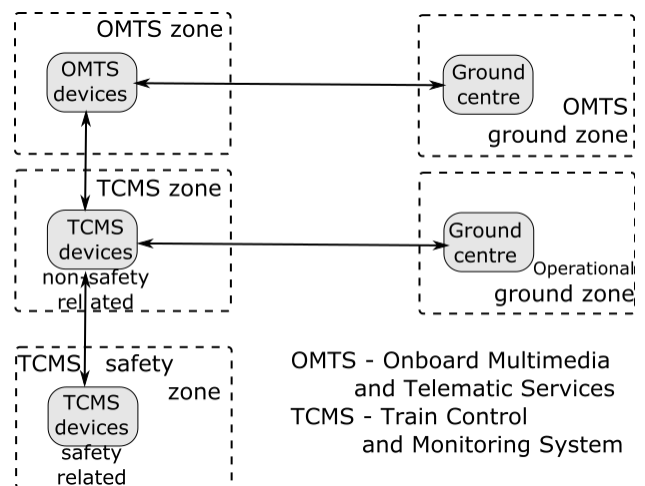 OMTS zone
OMTS
devices
Ground
centre
OMTS
ground zone
TCMS zone
TCMS
devices
non safety
related
Ground
centre
Operational
ground zone
TCMS safety
zone
TCMS
devices
safety
related
OMTS - Onboard Multimedia
and Telematic Services
TCMS - Train Control
and Monitoring System